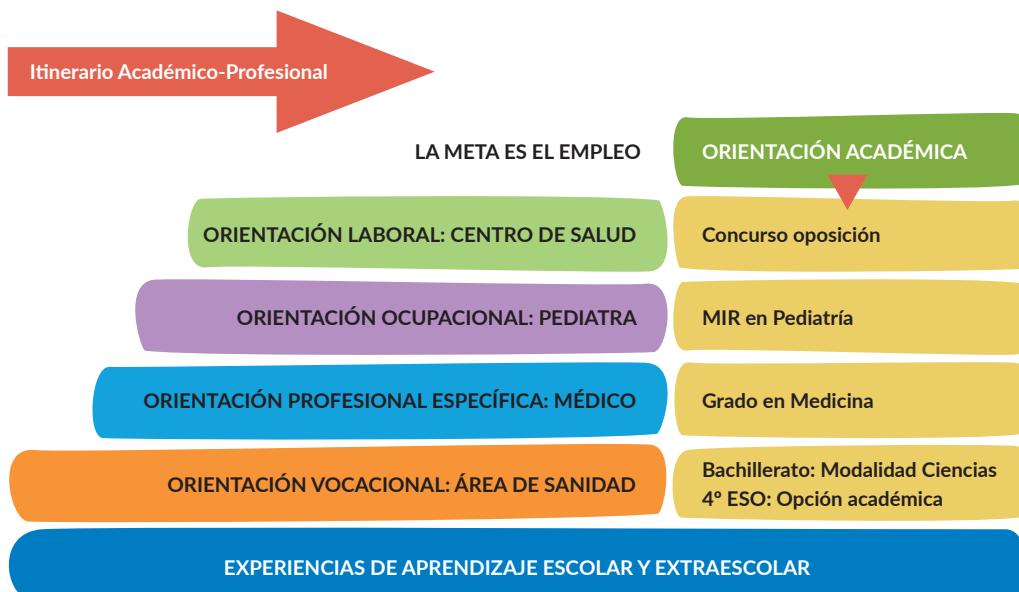 Itinerario Académico-Profesional
LA META ES EL EMPLEO
ORIENTACIÓN ACADÉMICA
ORIENTACIÓN LABORAL: CENTRO DE SALUD
Concurso oposición
ORIENTACIÓN OCUPACIONAL: PEDIATRA
MIR en Pediatría
ORIENTACIÓN PROFESIONAL ESPECÍFICA: MÉDICO
Grado en Medicina
ORIENTACIÓN VOCACIONAL: ÁREA DE SANIDAD
Bachillerato: Modalidad Ciencias
4º ESO: Opción académica
EXPERIENCIAS DE APRENDIZAJE ESCOLAR Y EXTRAESCOLAR